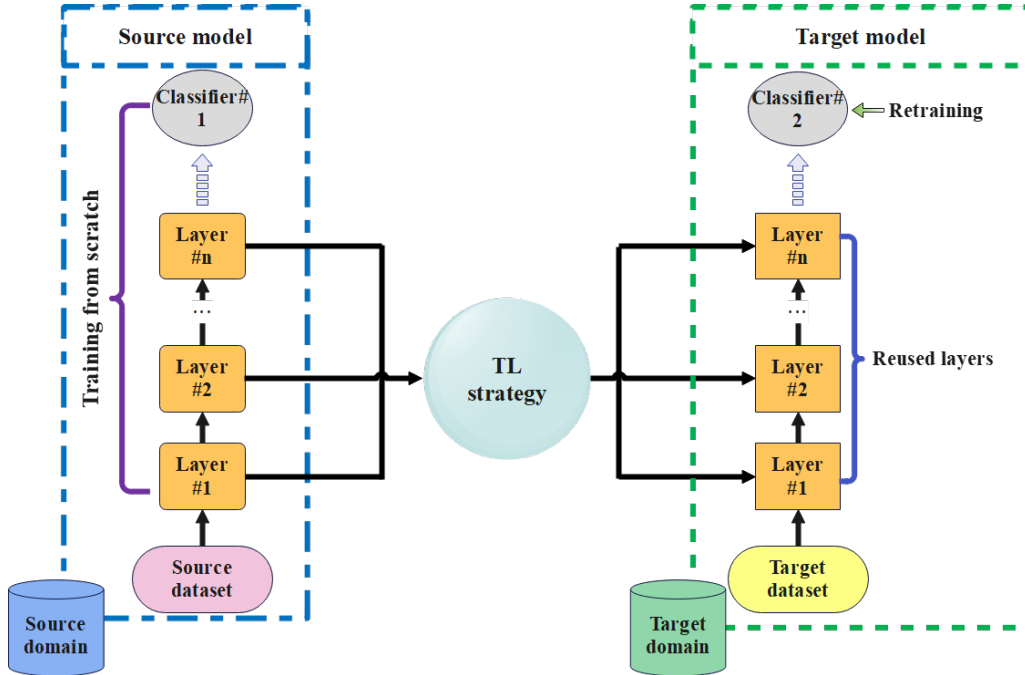 Source model
Classifier#
1
Training from scratch
Layer
#n
...
Layer
#2
Layer
#1
Source
dataset
Source
domain
TL
strategy
Target model
Classifier#
2
Retraining
Layer
#n
...
Layer
#2
Layer
#1
Reused layers
Target
dataset
Target
domain